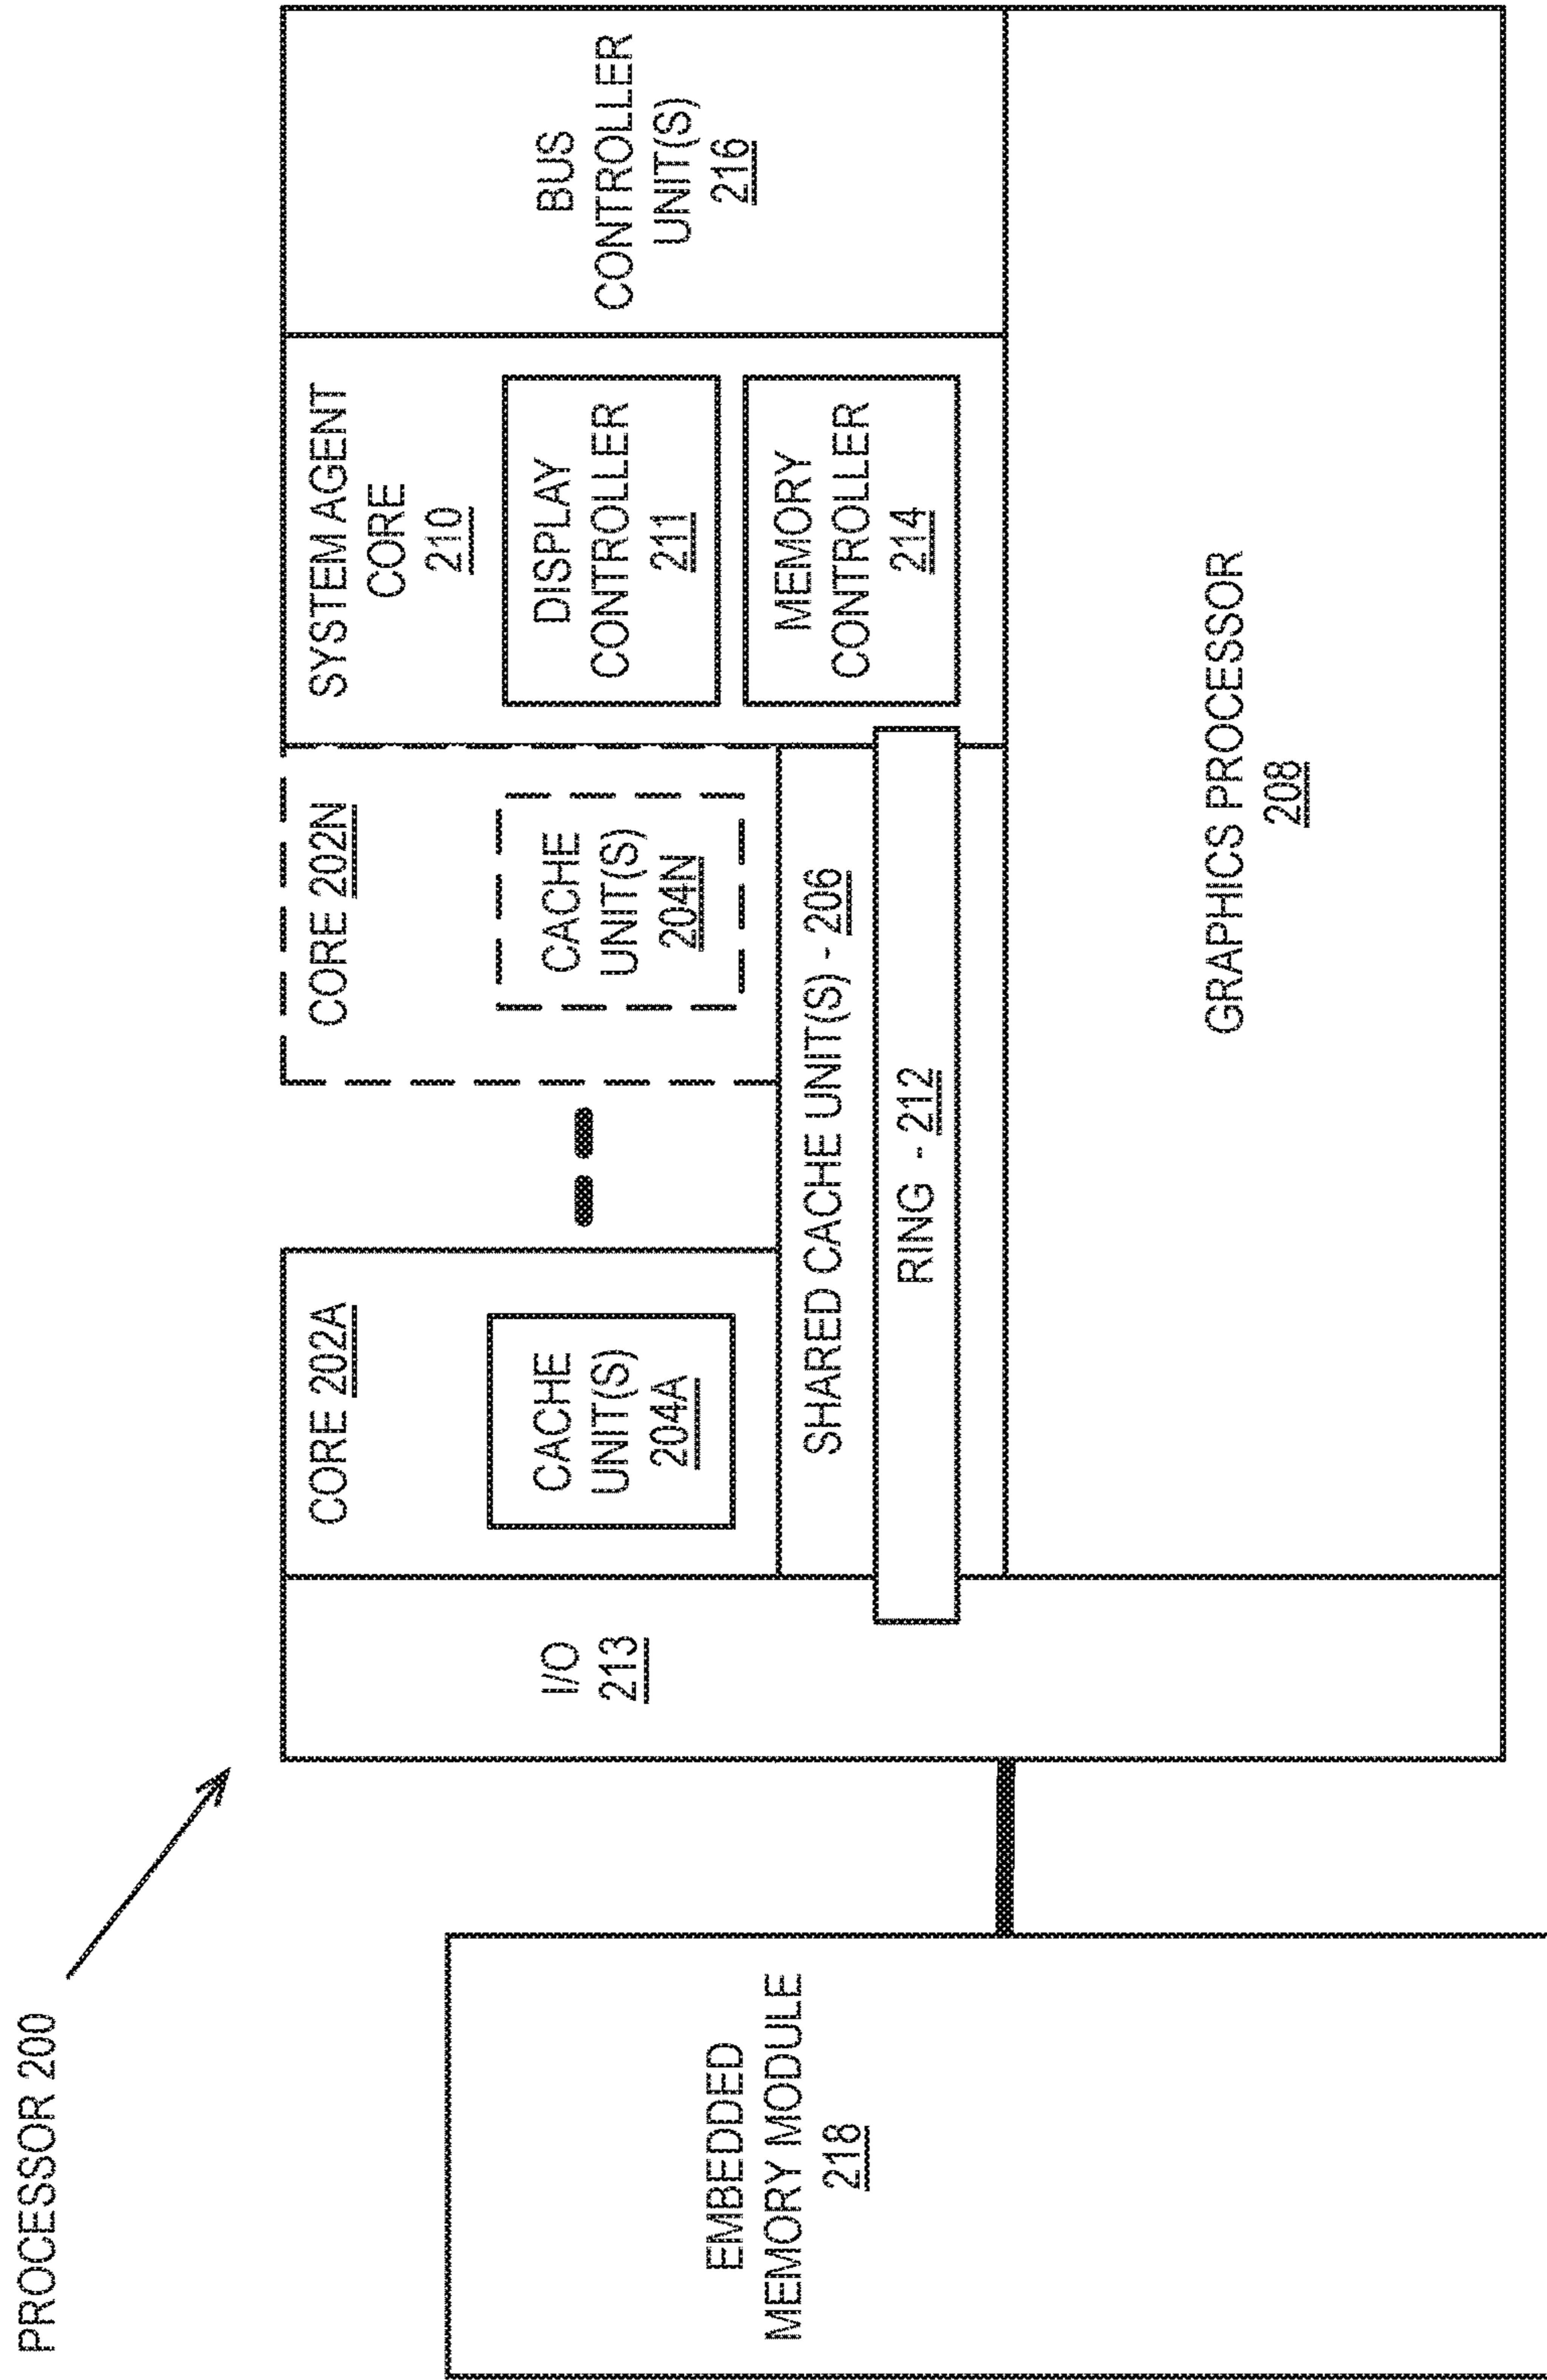 PROCESSOR 200
EMBEDDED
MEMORY MODULE
218
I/O
213
CORE 202A
CACHE
UNIT(S)
204A
CORE 202N
CACHE
UNIT(S)
204N
SHARED CACHE UNIT(S) - 206
RING - 212
SYSTEM AGENT
CORE
210
DISPLAY
CONTROLLER
211
MEMORY
CONTROLLER
214
BUS
CONTROLLER
UNIT(S)
216
GRAPHICS PROCESSOR
208